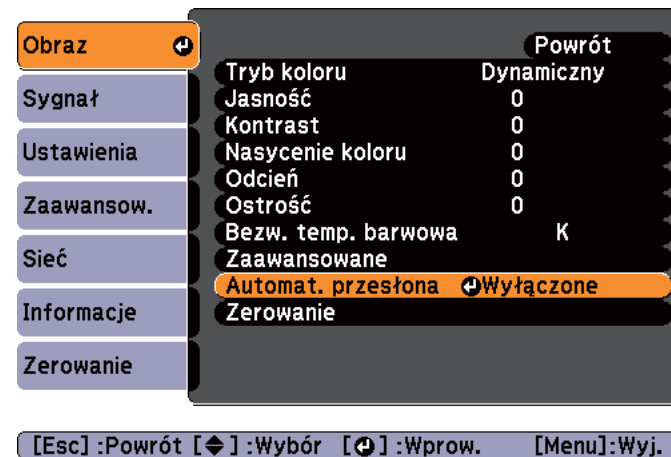 Obraz
Sygnał
Ustawienia
Zaawansow.
Sieć
Informacje
Zerowanie
Powrót
Tryb koloru Dynamiczny
Jasność 0
Kontrast 0
Nasycenie koloru 0
Odcień 0
Ostrość 0
Bezw. temp. barwowa K
Zaawansowane
Automat. przesłona Wyłączone
Zerowanie
[Esc] :Powrót [ ] :Wybór [ ] :Wprow. [Menu]:Wyj.